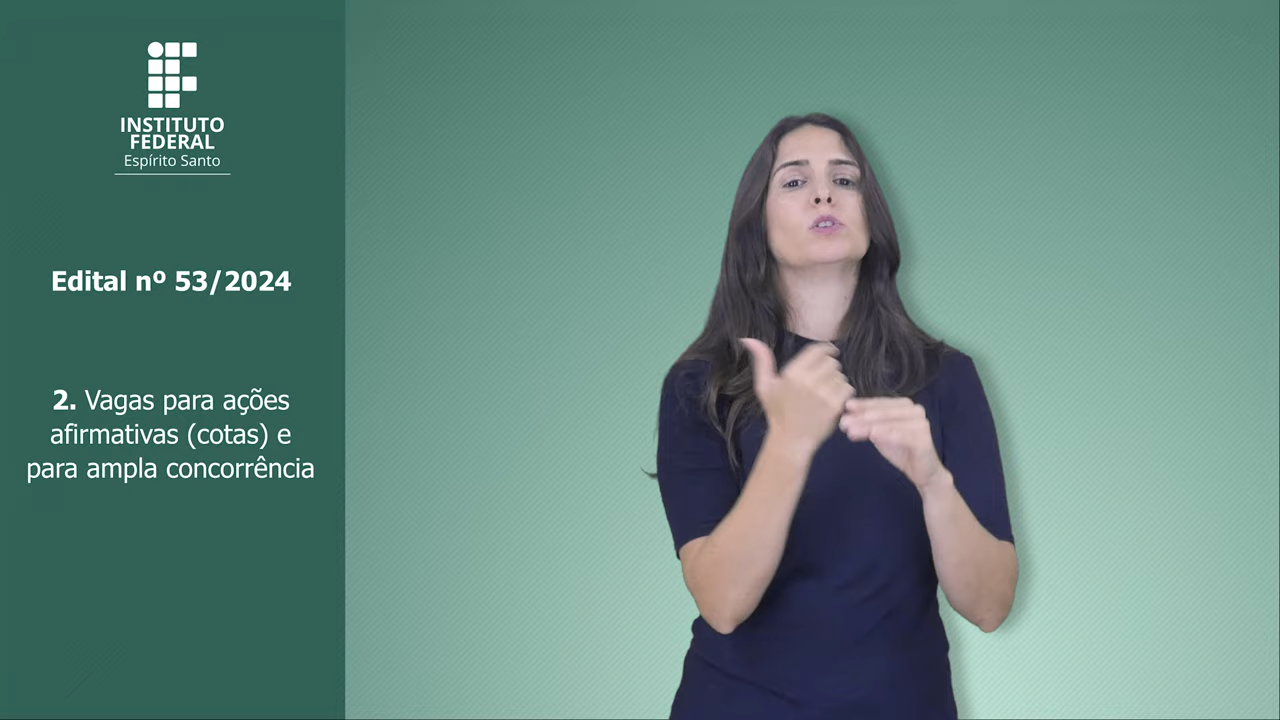 INSTITUTO
FEDERAL
Espírito Santo
Edital nº 53/2024
2. Vagas para ações
afirmativas (cotas) e
para ampla concorrência